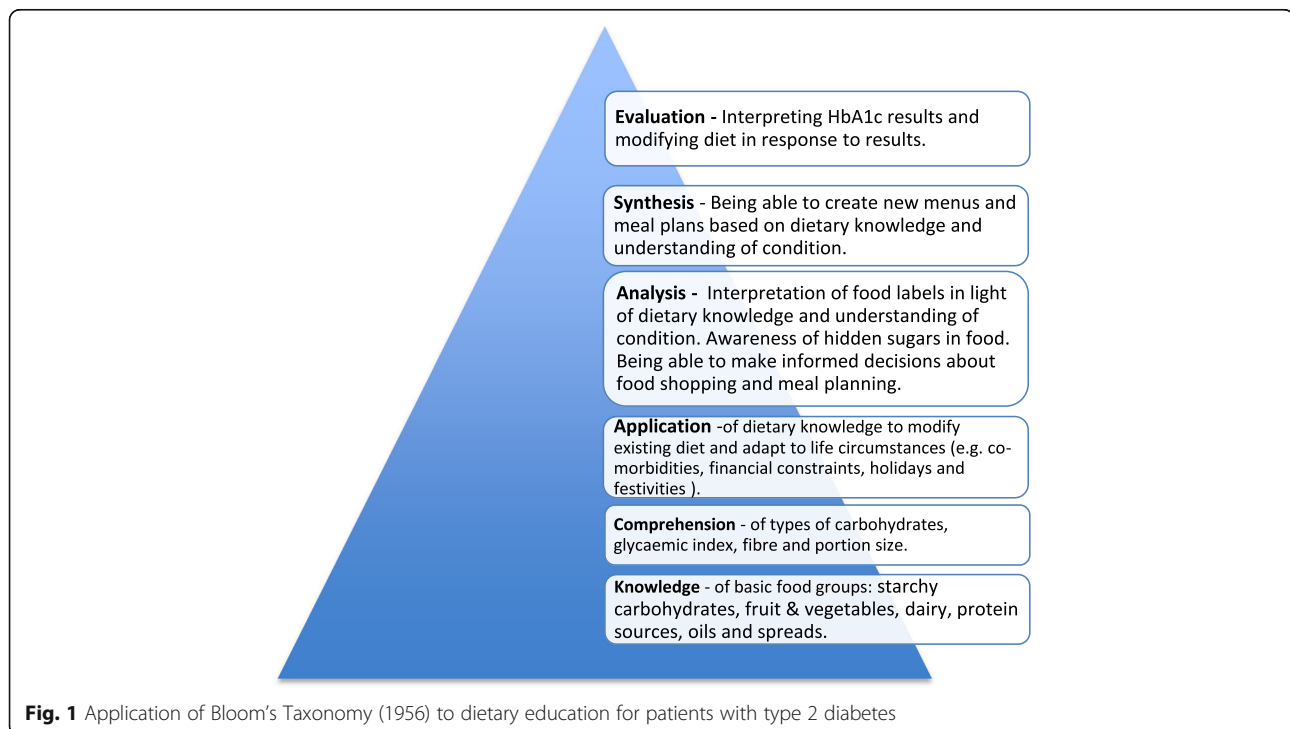 Evaluation - Interpreting HbA1c results and
modifying diet in response to results.
Synthesis - Being able to create new menus and
meal plans based on dietary knowledge and
understanding of condition.
Analysis - Interpretation of food labels in light
of dietary knowledge and understanding of
condition. Awareness of hidden sugars in food.
Being able to make informed decisions about
food shopping and meal planning.
Application -of dietary knowledge to modify
existing diet and adapt to life circumstances (e.g. co-
morbidities, financial constraints, holidays and
festivities ).
Comprehension - of types of carbohydrates,
glycaemic index, fibre and portion size.
Knowledge - of basic food groups: starchy
carbohydrates, fruit & vegetables, dairy, protein
sources, oils and spreads.
Fig. 1 Application of Bloom's Taxonomy (1956) to dietary education for patients with type 2 diabetes